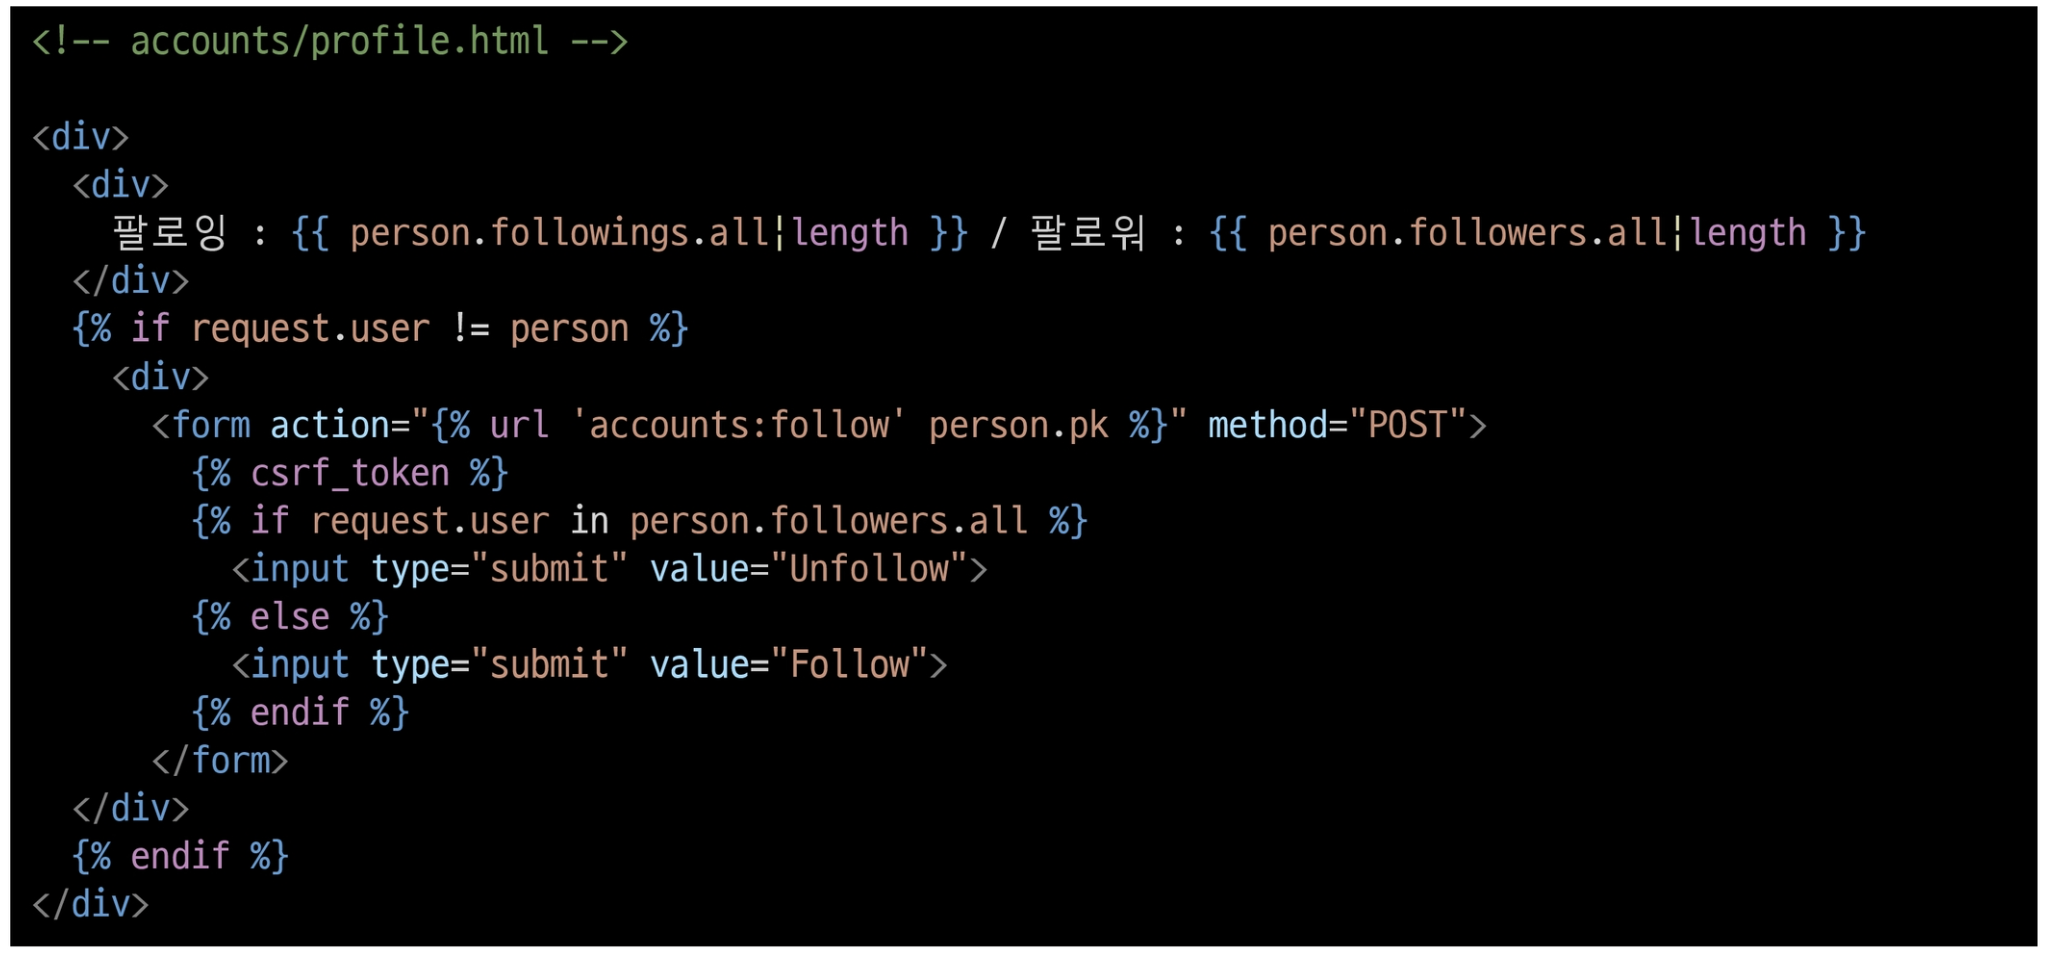 <!-- accounts/profile.html -->
<div>
<div>
팔로잉 : {{ person.followings.all|length }} / 팔로워 : {{ person.followers.all|length }}
</div>
{% if request.user != person %}
<div>
<form action="{% url 'accounts:follow' person.pk %}" method="POST">
{% csrf_token %}
{% if request.user in person.followers.all %}
<input type="submit" value="Unfollow">
{% else %}
<input type="submit" value="Follow">
{% endif %}
</form>
</div>
{% endif %}
</div>